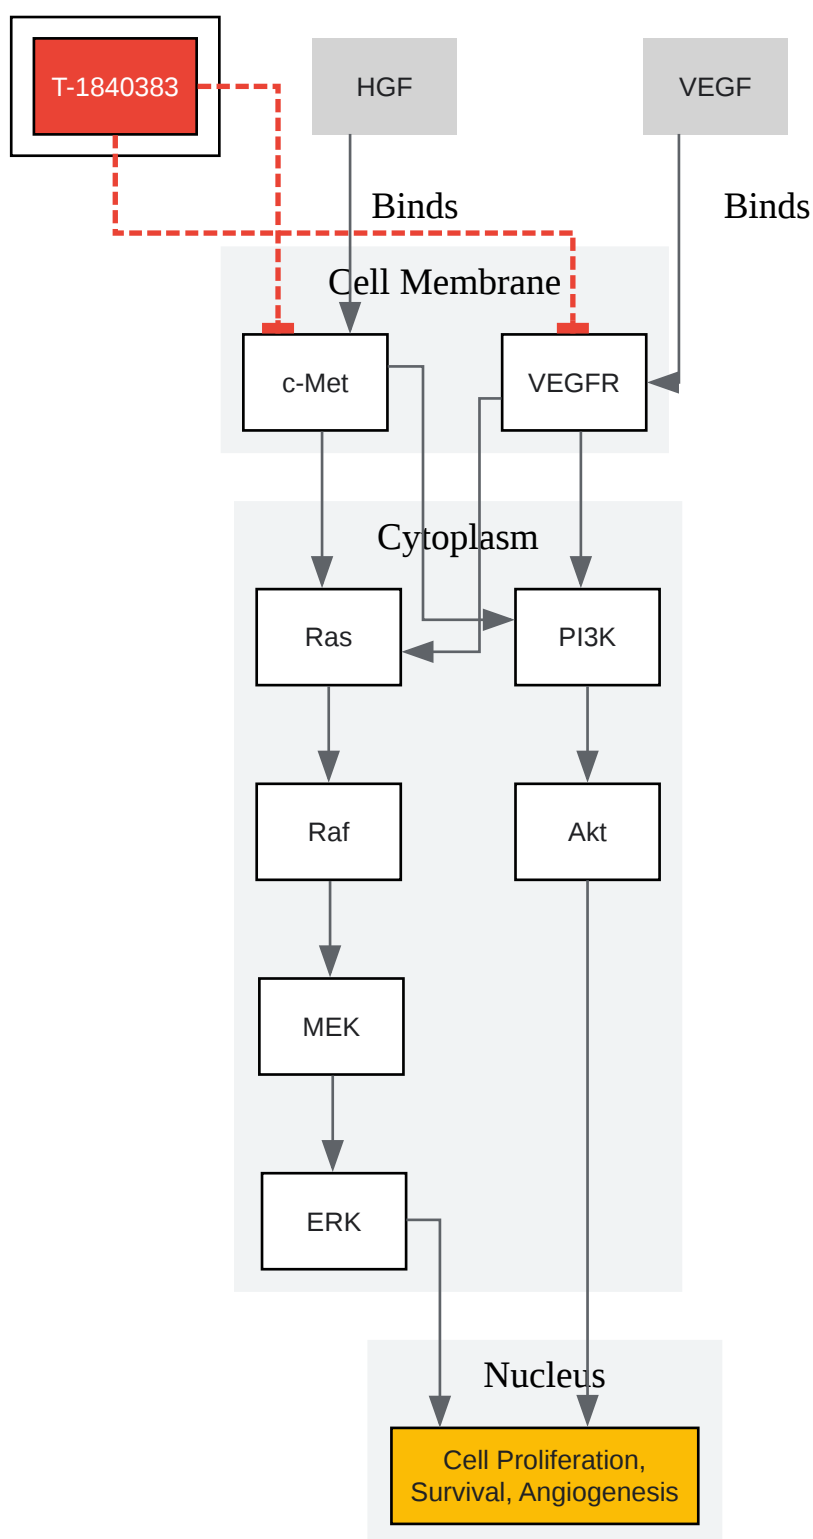 T-1840383
HGF
VEGF
Binds
Binds
Cell Membrane
c-Met
VEGFR
Cytoplasm
Ras
PI3K
Raf
Akt
MEK
ERK
Nucleus
Cell Proliferation,
Survival, Angiogenesis